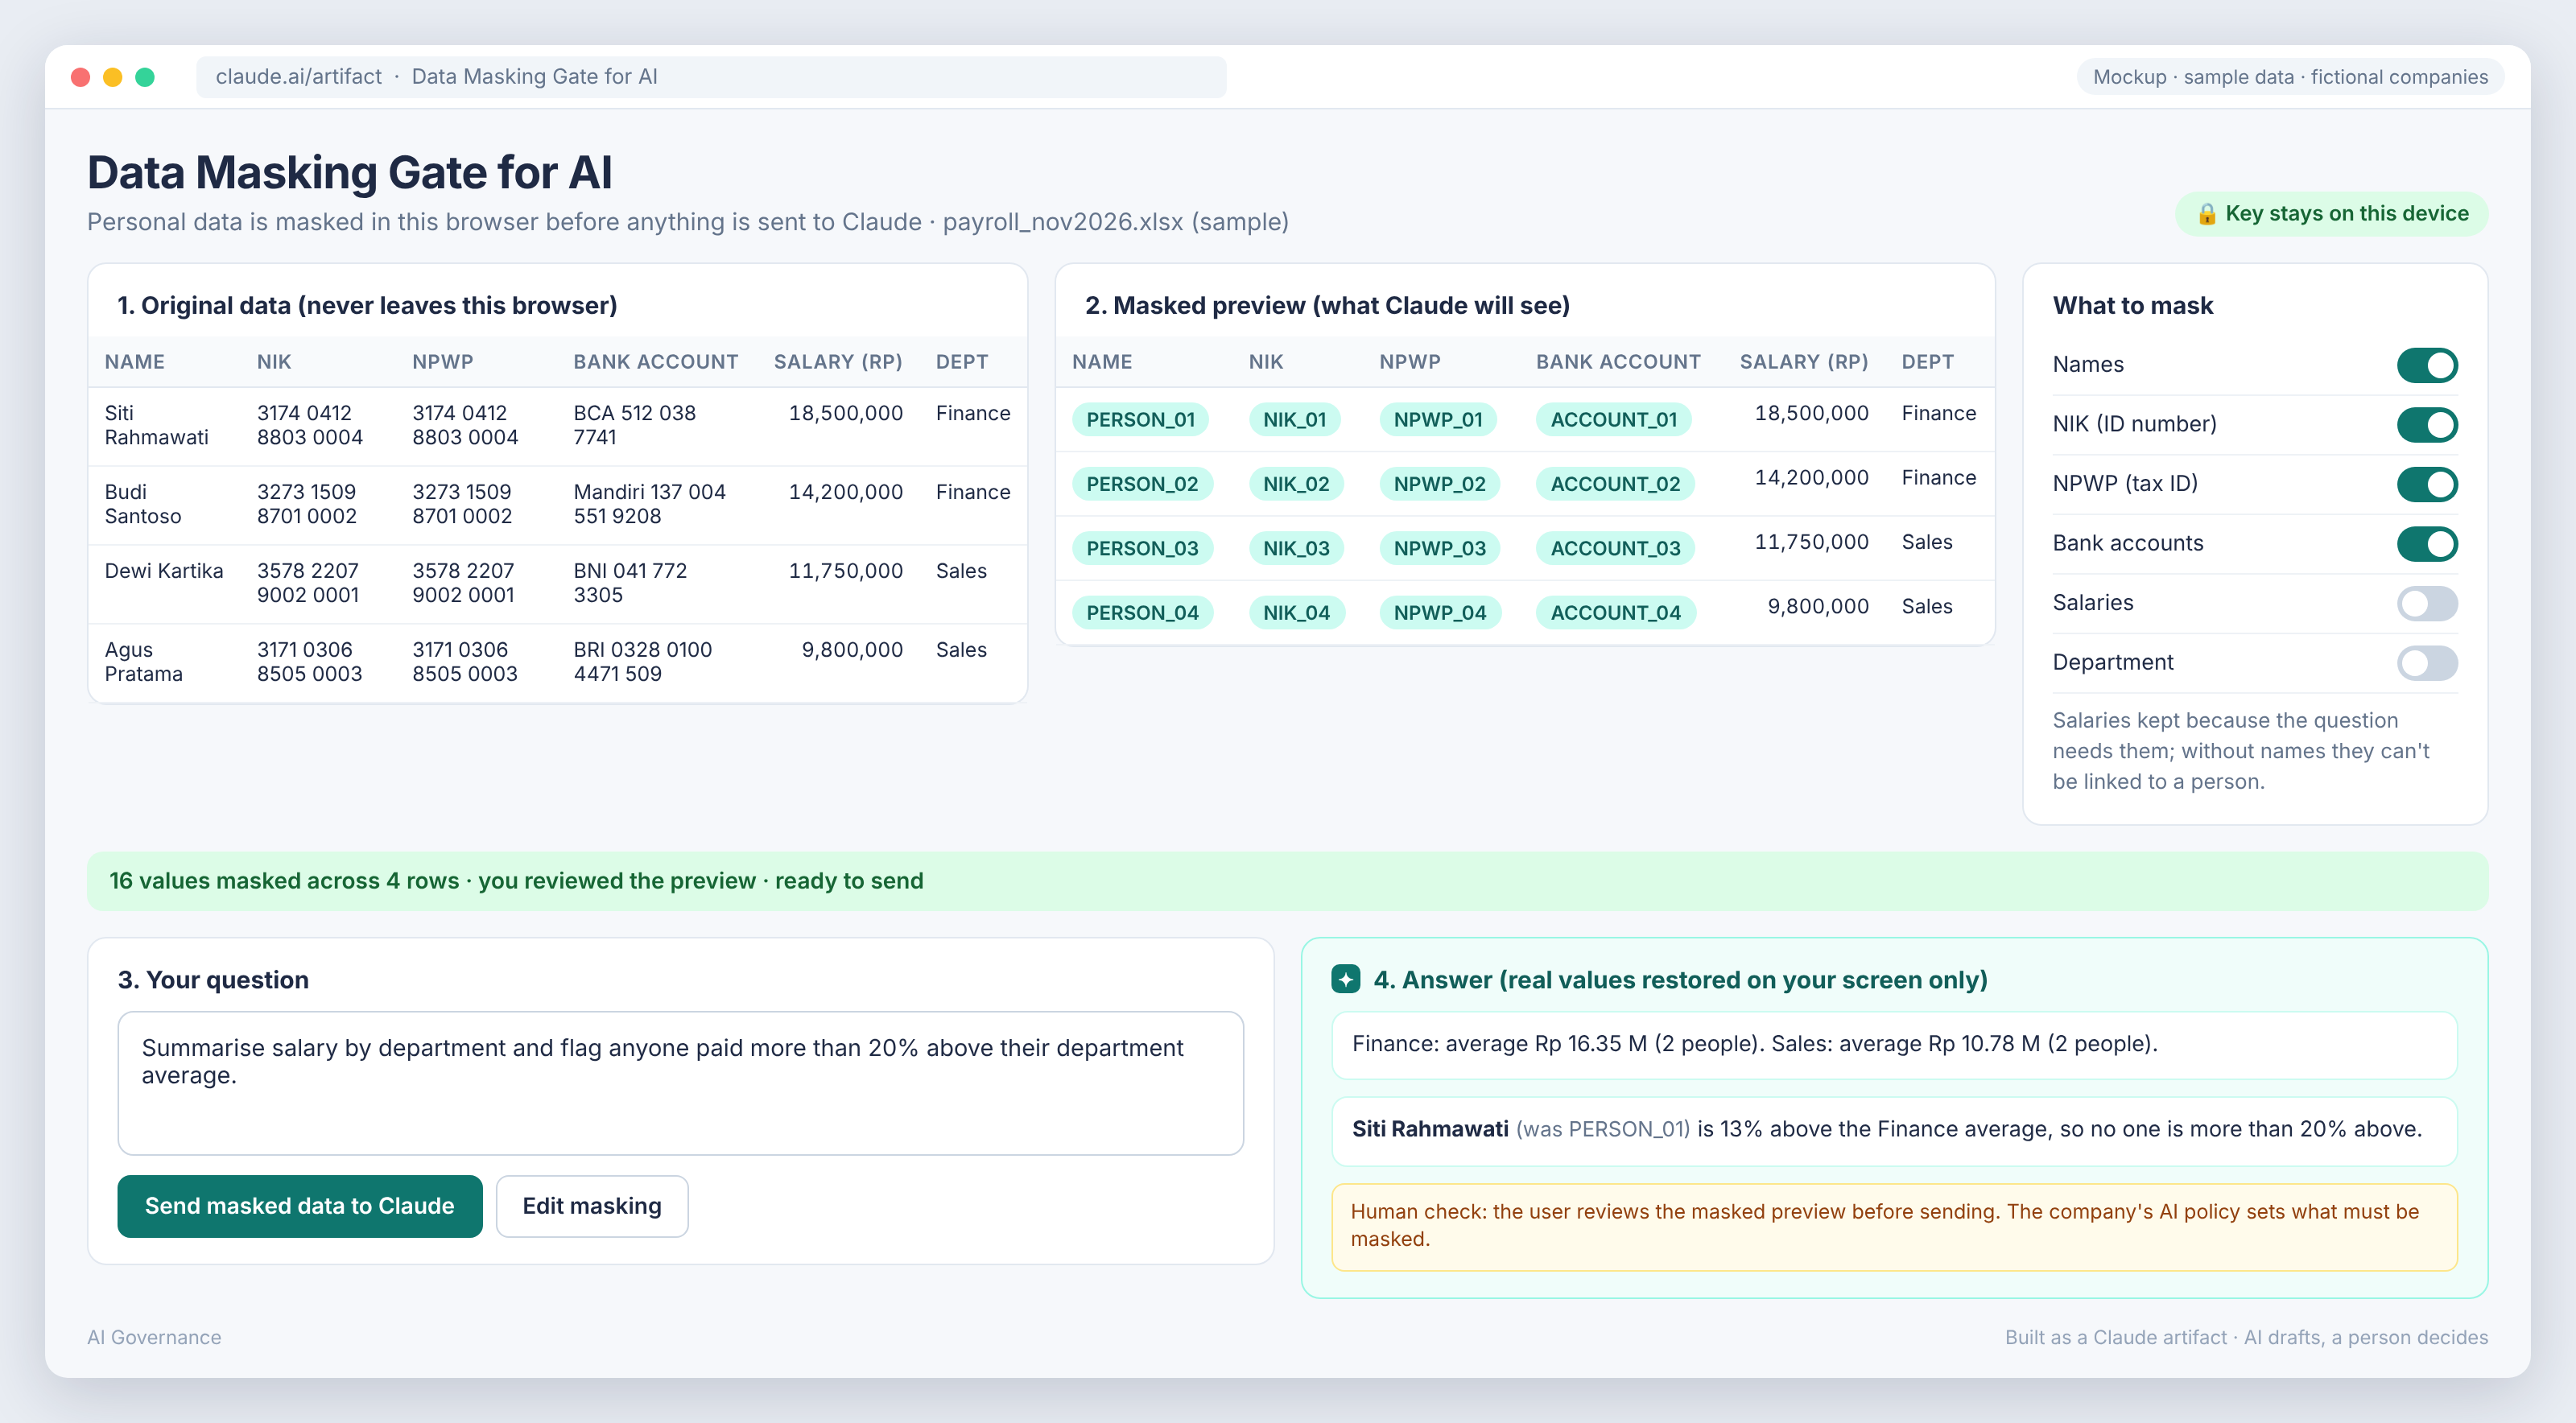 claude.ai/artifact · Data Masking Gate for AI
Mockup · sample data · fictional companies
Data Masking Gate for AI
Personal data is masked in this browser before anything is sent to Claude · payroll_nov2026.xlsx (sample)
🔒 Key stays on this device
1. Original data (never leaves this browser)
NAME NIK NPWP BANK ACCOUNT SALARY (RP) DEPT
Siti 3174 0412 3174 0412 BCA 512 038 18,500,000 Finance
Rahmawati 8803 0004 8803 0004 7741
Budi 3273 1509 3273 1509 Mandiri 137 004 14,200,000 Finance
Santoso 8701 0002 8701 0002 551 9208
Dewi Kartika 3578 2207 3578 2207 BNI 041 772 11,750,000 Sales
9002 0001 9002 0001 3305
Agus 3171 0306 3171 0306 BRI 0328 0100 9,800,000 Sales
Pratama 8505 0003 8505 0003 4471 509
2. Masked preview (what Claude will see)
NAME NIK NPWP BANK ACCOUNT SALARY (RP) DEPT
PERSON_01 NIK_01 NPWP_01 ACCOUNT_01 18,500,000 Finance
PERSON_02 NIK_02 NPWP_02 ACCOUNT_02 14,200,000 Finance
PERSON_03 NIK_03 NPWP_03 ACCOUNT_03 11,750,000 Sales
PERSON_04 NIK_04 NPWP_04 ACCOUNT_04 9,800,000 Sales
What to mask
Names
NIK (ID number)
NPWP (tax ID)
Bank accounts
Salaries
Department
Salaries kept because the question
needs them; without names they can't
be linked to a person.
16 values masked across 4 rows · you reviewed the preview · ready to send
3. Your question
Summarise salary by department and flag anyone paid more than 20% above their department
average.
Send masked data to Claude
Edit masking
4. Answer (real values restored on your screen only)
Finance: average Rp 16.35 M (2 people). Sales: average Rp 10.78 M (2 people).
Siti Rahmawati (was PERSON_01) is 13% above the Finance average, so no one is more than 20% above.
Human check: the user reviews the masked preview before sending. The company's AI policy sets what must be
masked.
AI Governance
Built as a Claude artifact · AI drafts, a person decides